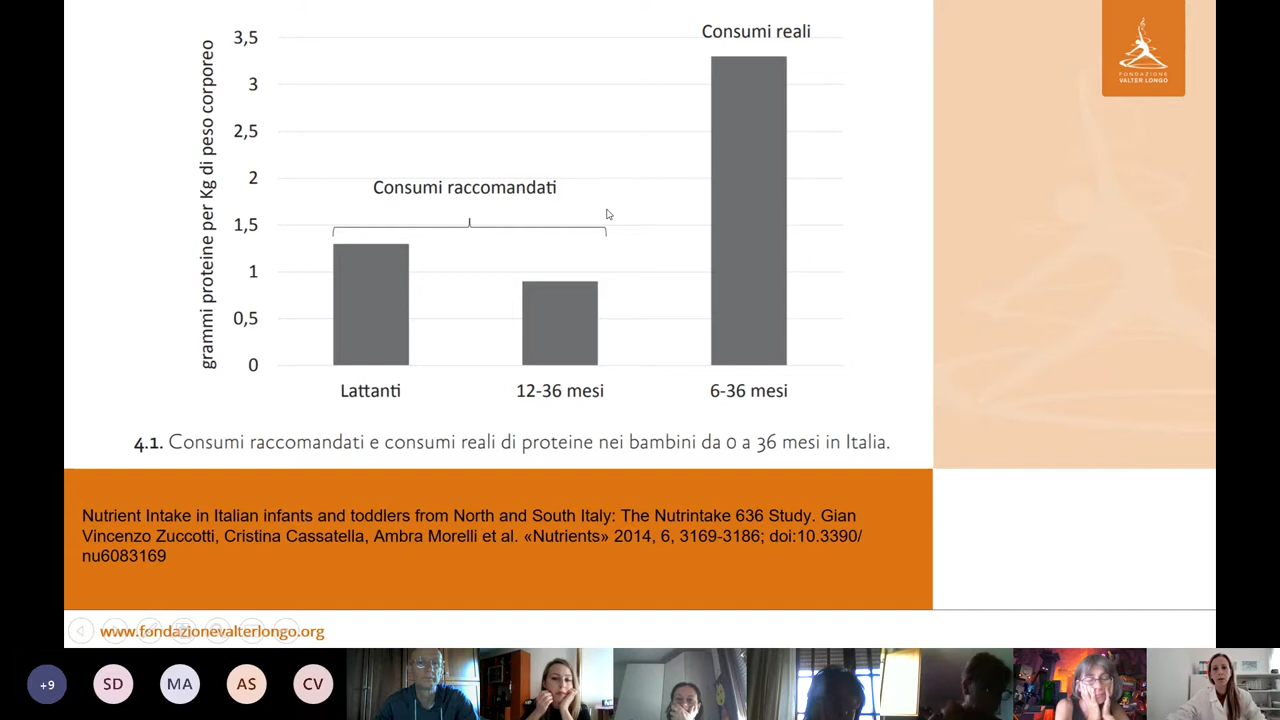 Consumi reali
3,5
3
2,5
2
1,5
1
0,5
0
grammi proteine per Kg di peso corporeo
Consumi raccomandati
Lattanti
12-36 mesi
6-36 mesi
4.1. Consumi raccomandati e consumi reali di proteine nei bambini da 0 a 36 mesi in Italia.
FONDAZIONE
VALTER LONGO
Nutrient Intake in Italian infants and toddlers from North and South Italy: The Nutrintake 636 Study. Gian
Vincenzo Zuccotti, Cristina Cassatella, Ambra Morelli et al. «Nutrients» 2014, 6, 3169-3186; doi:10.3390/
nu6083169
www.fondazionevalterlongo.org
+9
SD
MA
AS
CV